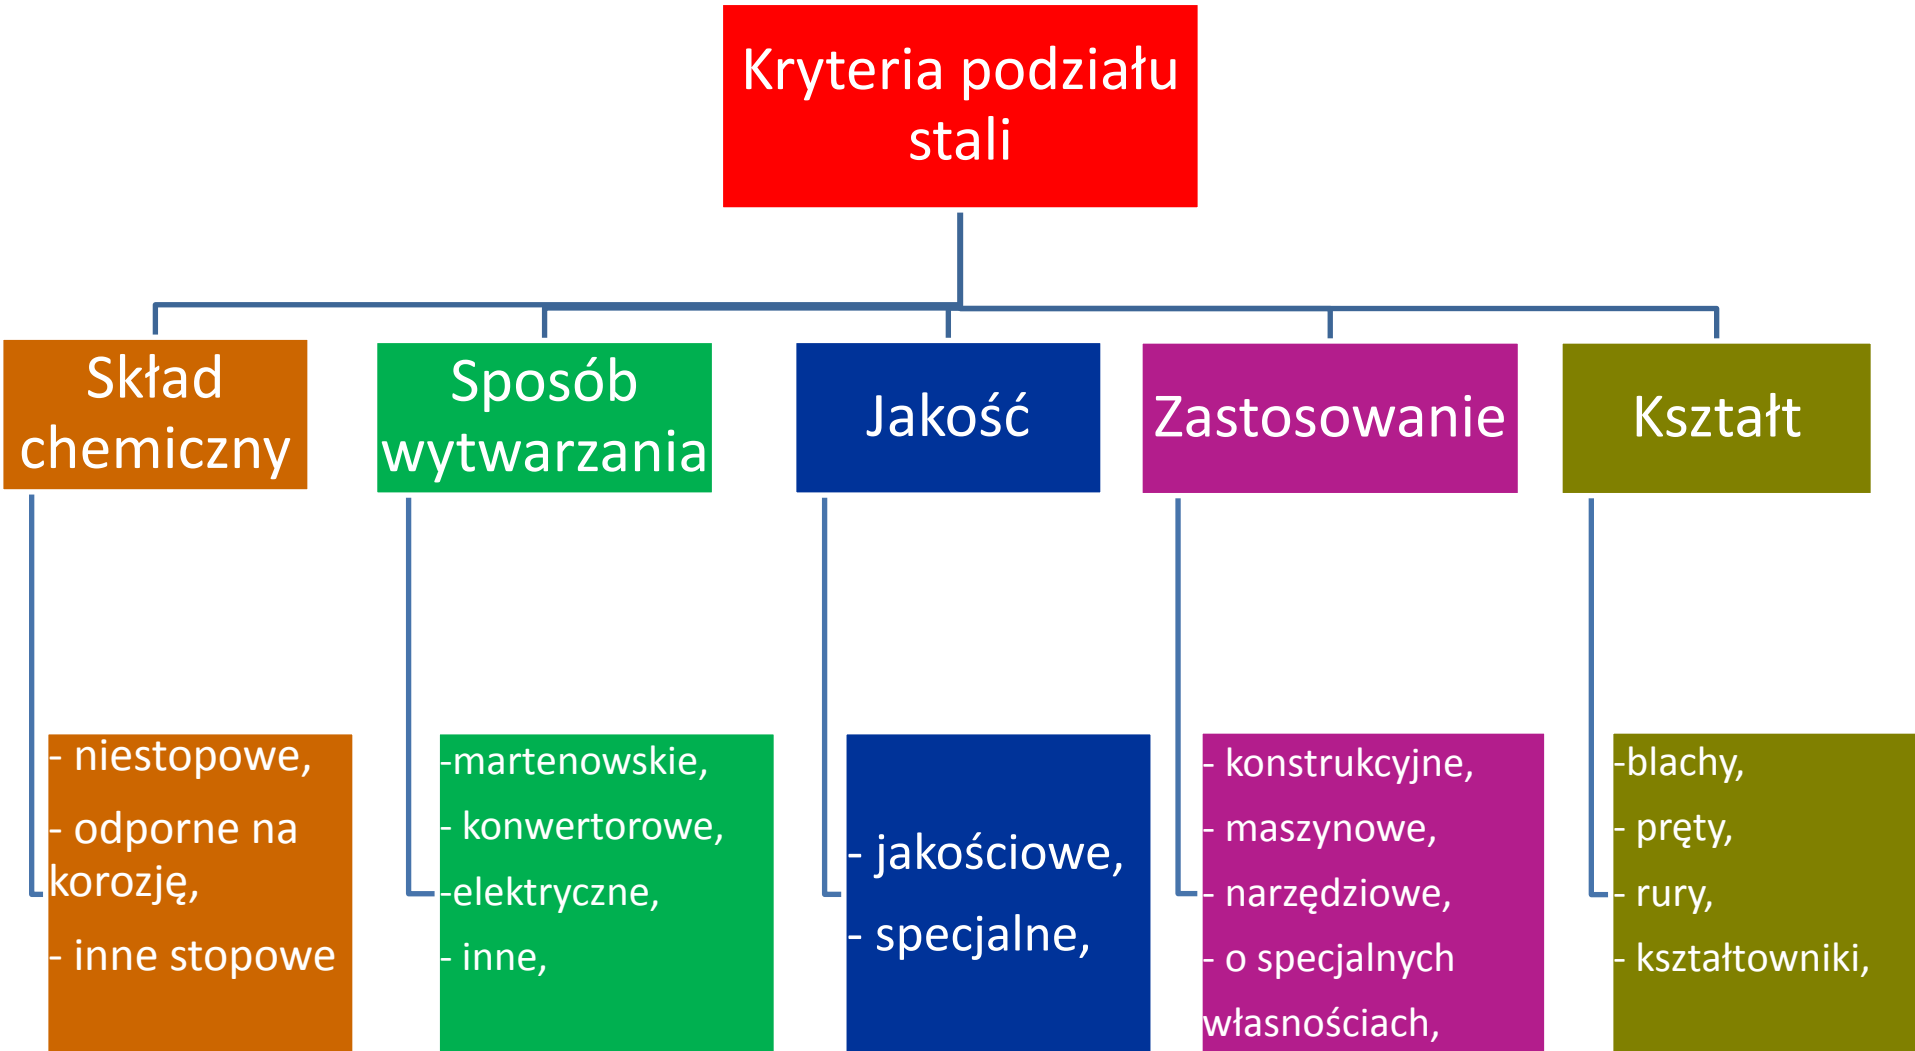 Kryteria podziału
stali
Skład
chemiczny
Sposób
wytwarzania
Jakość
Zastosowanie
Kształt
- niestopowe,
- odporne na
korozję,
- inne stopowe
-martenowskie,
- konwertorowe,
-elektryczne,
- inne,
- jakościowe,
- specjalne,
- konstrukcyjne,
- maszynowe,
- narzędziowe,
- o specjalnych
własnościach,
-blachy,
- pręty,
- rury,
- kształtowniki,